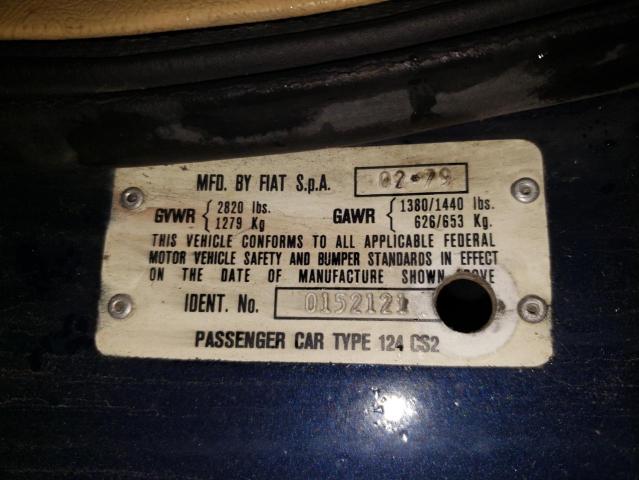 MFD. BY FIAT S.p.A. 02-79
GVWR { 2820 lbs. 1279 Kg GAWR { 1380/1440 lbs. 626/653 Kg.
THIS VEHICLE CONFORMS TO ALL APPLICABLE FEDERAL
MOTOR VEHICLE SAFETY AND BUMPER STANDARDS IN EFFECT
ON THE DATE OF MANUFACTURE SHOWN ABOVE
IDENT. No. 0152121
PASSENGER CAR TYPE 124 CS2